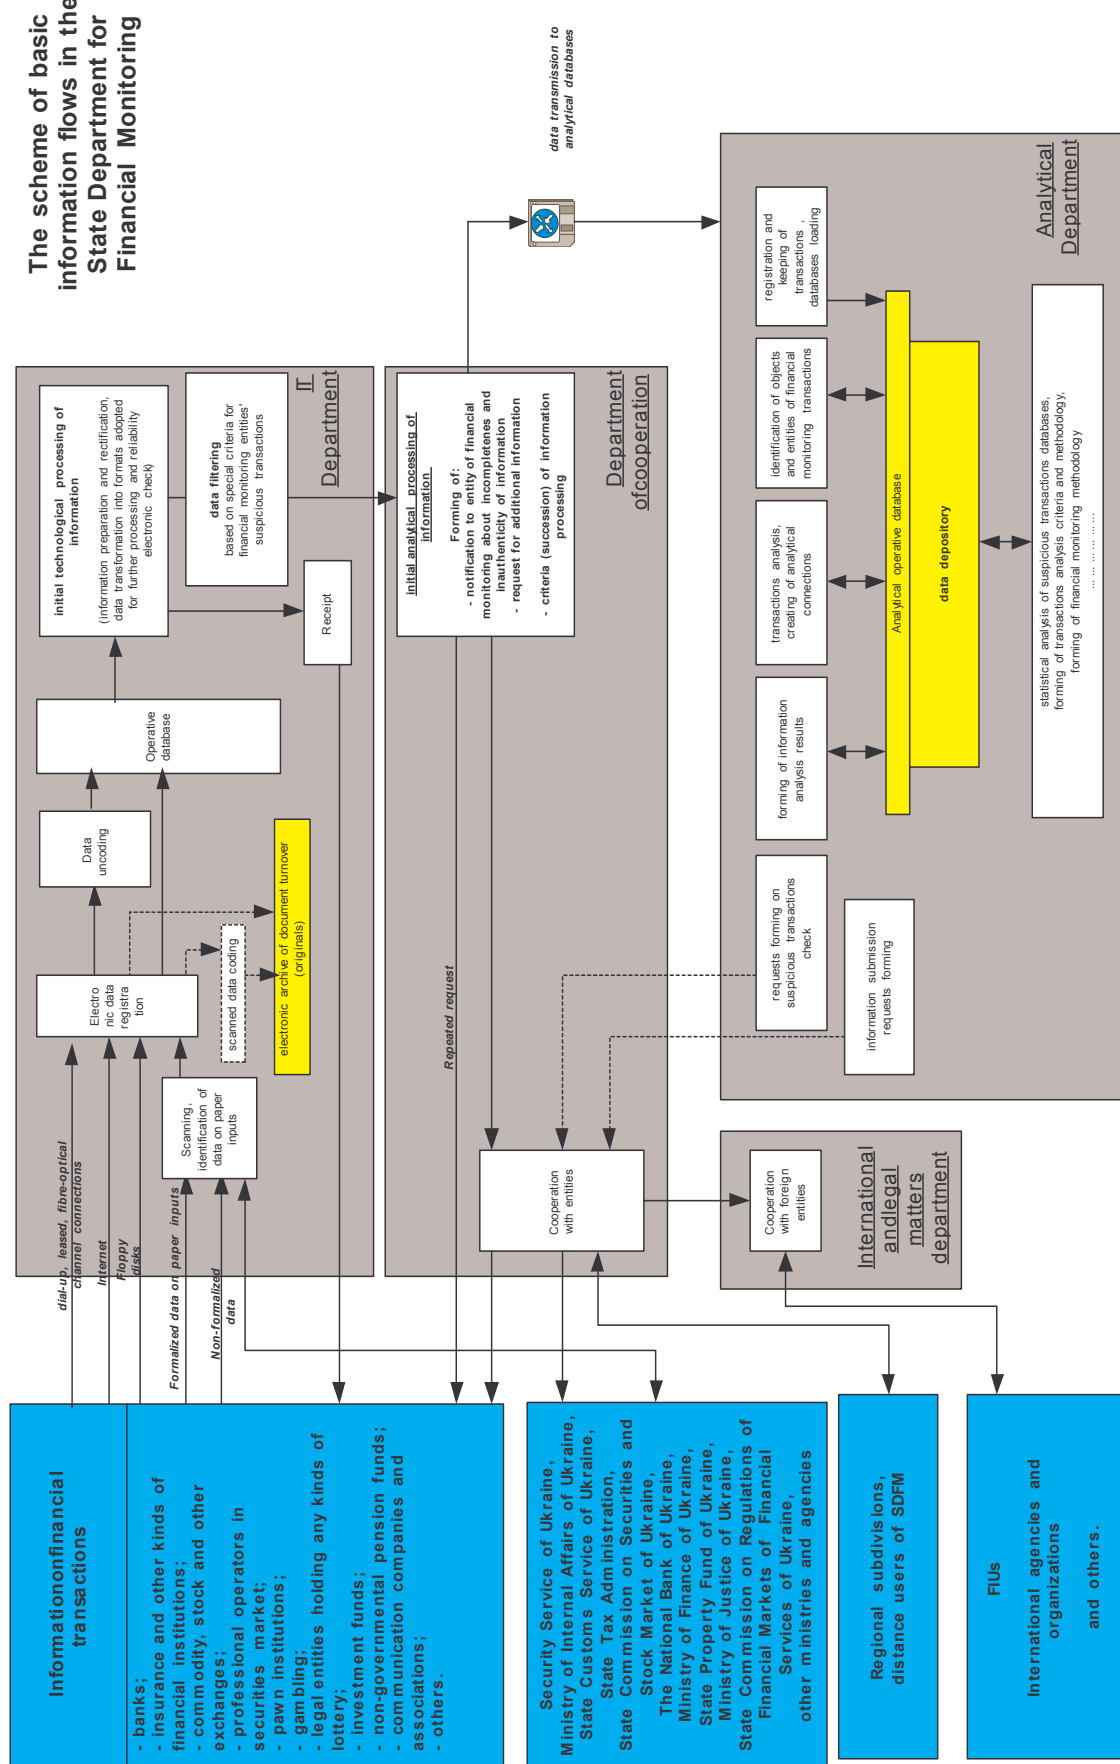 The scheme of basic
information flows in the
State Department for
Financial Monitoring
Informationonfinancial
transactions
- banks;
- insurance and other kinds of
financial institutions;
- commodity, stock and other
exchanges;
- professional operators in
securities market;
- pawn institutions;
- gambling;
- legal entities holding any kinds of
lottery;
- investment funds;
- non-governmental pension funds;
- communication companies and
associations;
- others.
Security Service of Ukraine,
Ministry of Internal Affairs of Ukraine,
State Customs Service of Ukraine,
State Tax Administration,
State Commission on Securities and
Stock Market of Ukraine,
The National Bank of Ukraine,
Ministry of Finance of Ukraine,
State Property Fund of Ukraine,
Ministry of Justice of Ukraine,
State Commission on Regulations of
Financial Markets of Financial
Services of Ukraine,
other ministries and agencies
Regional subdivisions,
distance users of SDFM
FIUs
International agencies and
organizations
and others.
dial-up, leased, fibre-optical
channel connections
Internet
Floppy
disks
Formalized data on paper inputs
Non-formalized
data
Scanning,
identification of
data on paper
inputs
Electro
nic data
registra
tion
scanned data coding
electronic archive of document turnover
(originals)
Data
uncoding
Operative
database
initial technological processing of
information
(information preparation and rectification,
data transformation into formats adopted
for further processing and reliability
electronic check)
data filtering
based on special criteria for
financial monitoring entities'
suspicious transactions
Receipt
IT
Department
initial analytical processing of
information
Forming of:
- notification to entity of financial
monitoring about incompletenes and
inauthenticity of information
- request for additional information
- criteria (succession) of information
processing
Department
ofcooperation
Repeated request
Cooperation
with entities
data transmission to
analytical databases
Cooperation
with foreign
entities
International
andlegal
matters
department
registration and
keeping of
transactions ,
databases loading
identification of objects
and entities of financial
monitoring transactions
transactions analysis,
creating of analytical
connections
forming of information
analysis results
requests forming on
suspicious transactions
check
information submission
requests forming
Analytical operative database
data depository
statistical analysis of suspicious transactions databases,
forming of transactions analysis criteria and methodology,
forming of financial monitoring methodology
... ... ... ... ... ...
Analytical
Department